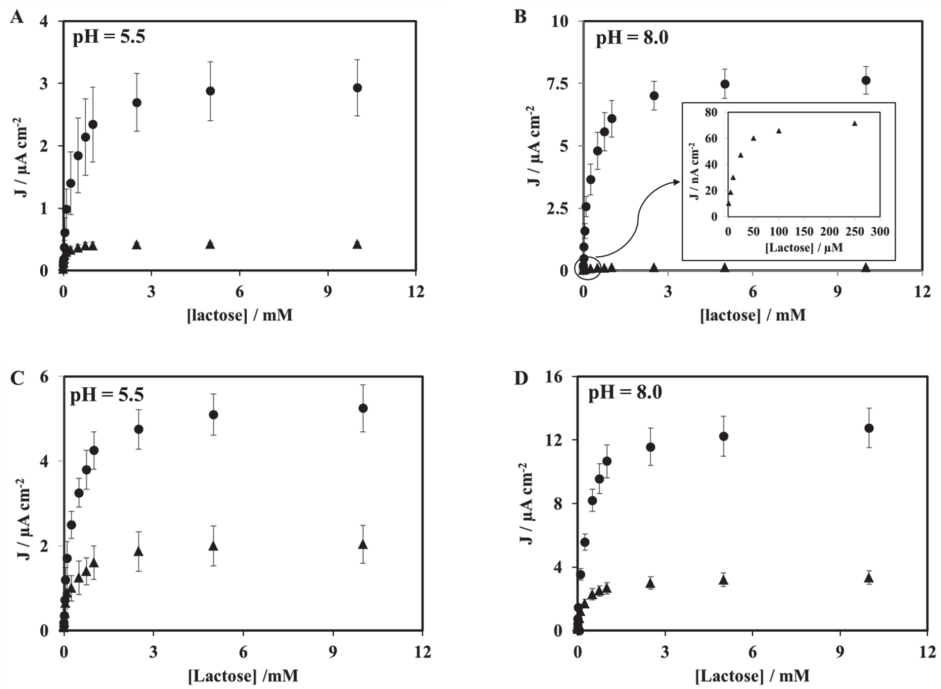 A
pH = 5.5
4
3
2
1
0
J / µA cm⁻²
0
3
6
9
12
[lactose] / mM
B
pH = 8.0
10
7.5
5
2.5
0
J / µA cm⁻²
0
3
6
9
12
[lactose] / mM
80
60
40
20
0
J / nA cm⁻²
0
50
100
150
200
250
300
[Lactose] / µM
C
pH = 5.5
6
4
2
0
J / µA cm⁻²
0
3
6
9
12
[Lactose] /mM
D
pH = 8.0
16
12
8
4
0
J / µA cm⁻²
0
3
6
9
12
[Lactose] / mM